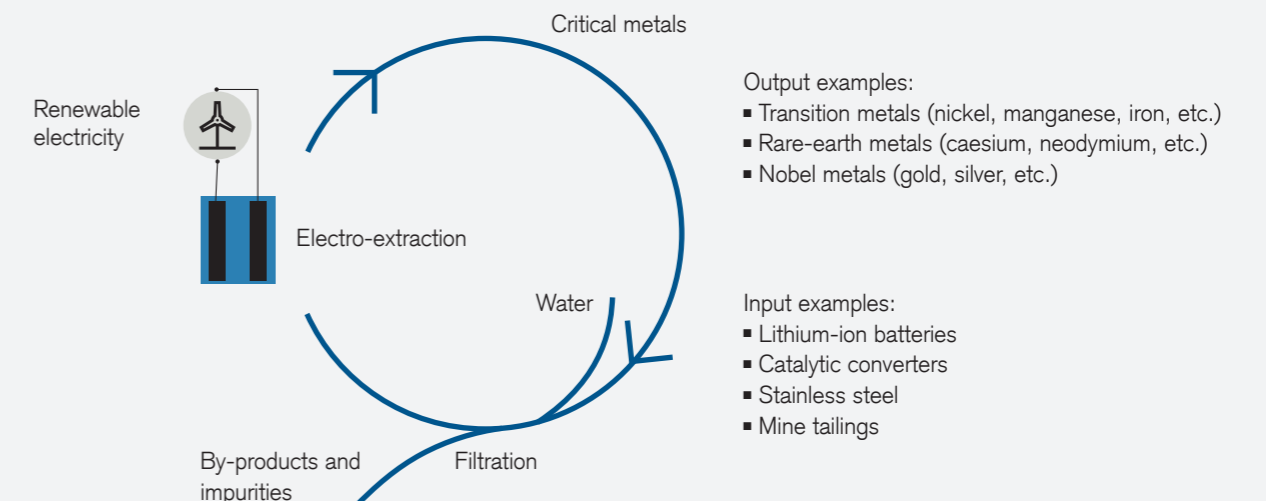 Critical metals
Renewable
electricity
Electro-extraction
Water
By-products and
impurities
Filtration
Output examples:
▪ Transition metals (nickel, manganese, iron, etc.)
▪ Rare-earth metals (caesium, neodymium, etc.)
▪ Nobel metals (gold, silver, etc.)
Input examples:
▪ Lithium-ion batteries
▪ Catalytic converters
▪ Stainless steel
▪ Mine tailings